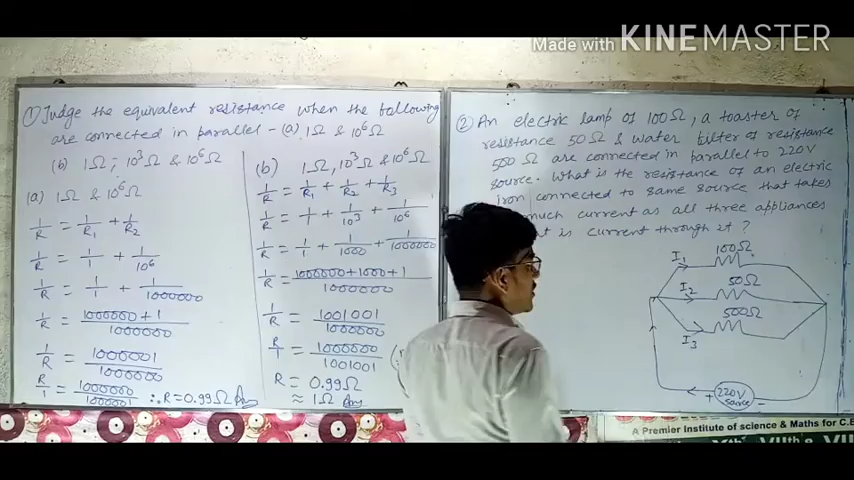 Made with KINEMASTER
① Judge the equivalent resistance when the following
are connected in parallel - (a) 1Ω & 10⁶Ω
(b) 1Ω, 10³Ω & 10⁶Ω
(a) 1Ω & 10⁶Ω
1/R = 1/R₁ + 1/R₂
1/R = 1/1 + 1/10⁶
1/R = 1/1 + 1/1000000
1/R = 1000000+1/1000000
1/R = 1000001/1000000
R/1 = 1000000/1000001 ∴ R = 0.99Ω Ans
(b) 1Ω, 10³Ω & 10⁶Ω
1/R = 1/R₁ + 1/R₂ + 1/R₃
1/R = 1/1 + 1/10³ + 1/10⁶
1/R = 1/1 + 1/1000 + 1/1000000
1/R = 1000000+1000+1/1000000
1/R = 1001001/1000000
R/1 = 1000000/1001001
R = 0.99Ω
≈ 1Ω Ans
② An electric lamp of 100Ω, a toaster of
resistance 50Ω & water filter of resistance
500Ω are connected in parallel to 220V
source. What is the resistance of an electric
iron connected to same source that takes
much current as all three appliances
is current through it ?
I₁ 100Ω
I₂ 50Ω
I₃ 500Ω
+ 220V source -
A Premier Institute of science & Maths for C.B
VIIth